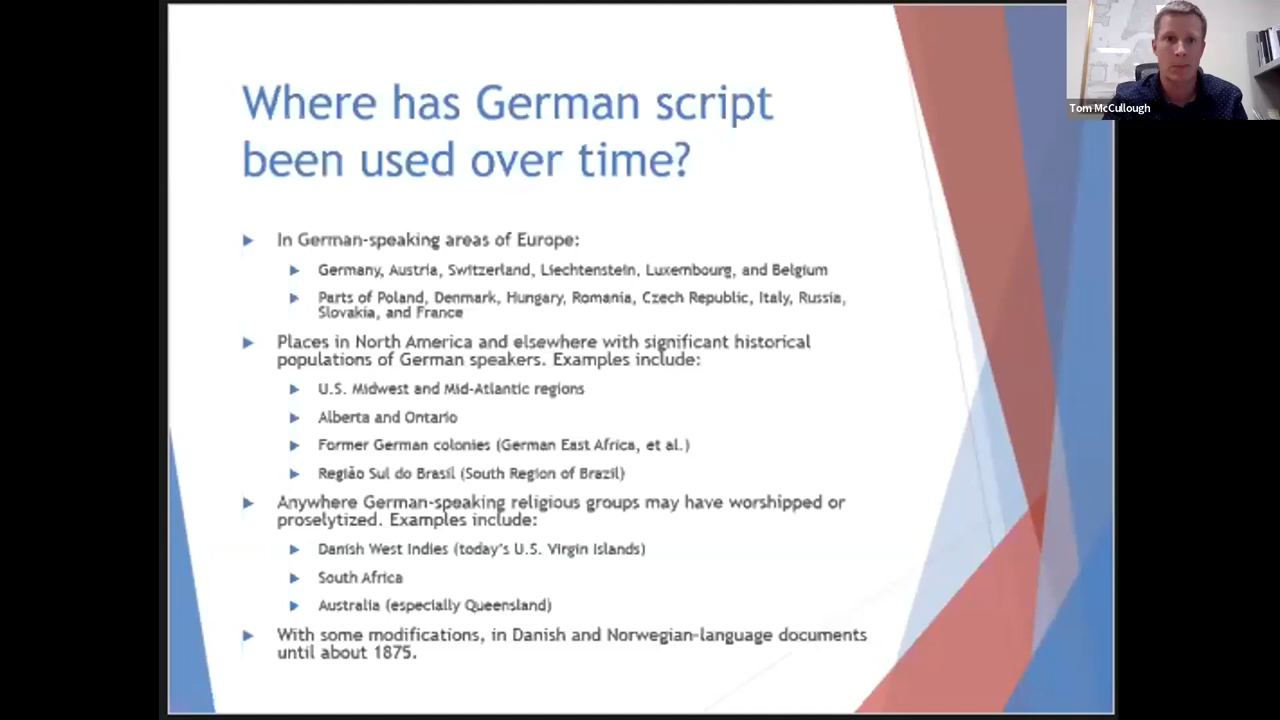 Where has German script
been used over time?
In German-speaking areas of Europe:
Germany, Austria, Switzerland, Liechtenstein, Luxembourg, and Belgium
Parts of Poland, Denmark, Hungary, Romania, Czech Republic, Italy, Russia,
Slovakia, and France
Places in North America and elsewhere with significant historical
populations of German speakers. Examples include:
U.S. Midwest and Mid-Atlantic regions
Alberta and Ontario
Former German colonies (German East Africa, et al.)
Região Sul do Brasil (South Region of Brazil)
Anywhere German-speaking religious groups may have worshipped or
proselytized. Examples include:
Danish West Indies (today's U.S. Virgin Islands)
South Africa
Australia (especially Queensland)
With some modifications, in Danish and Norwegian-language documents
until about 1875.
Tom McCullough